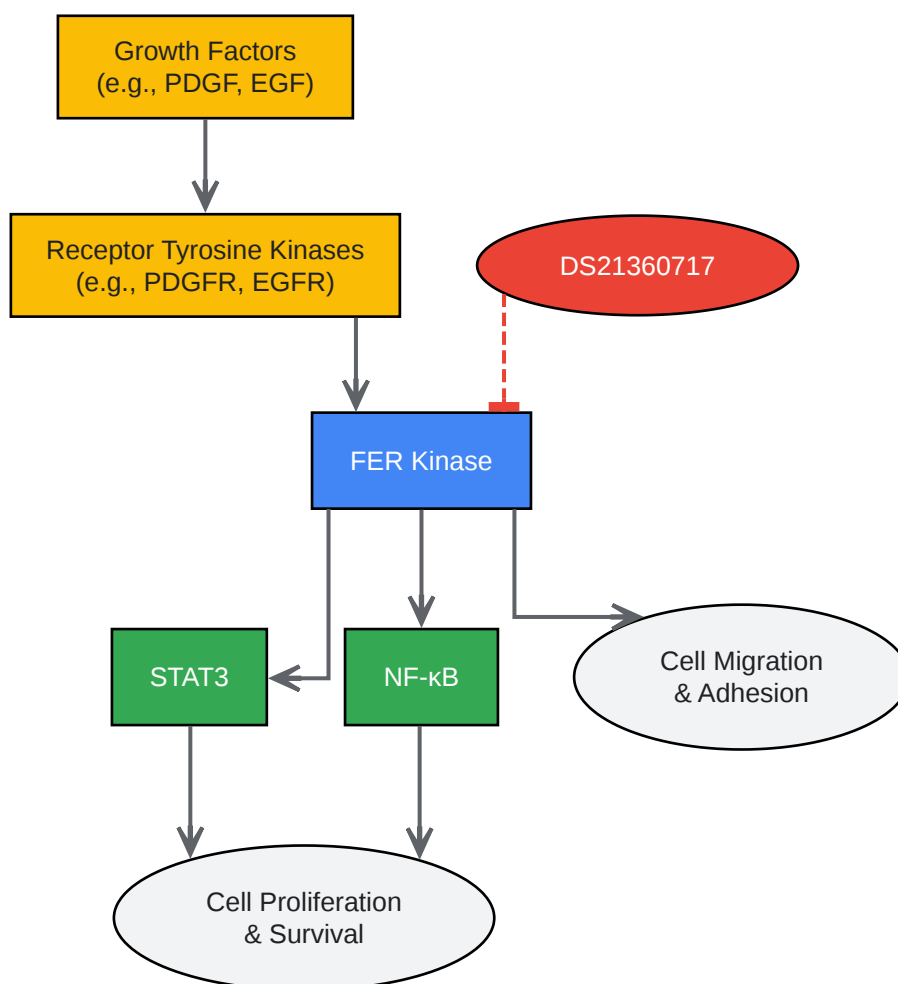 Growth Factors
(e.g., PDGF, EGF)
Receptor Tyrosine Kinases
(e.g., PDGFR, EGFR)
DS21360717
FER Kinase
STAT3
NF-κB
Cell Migration
& Adhesion
Cell Proliferation
& Survival